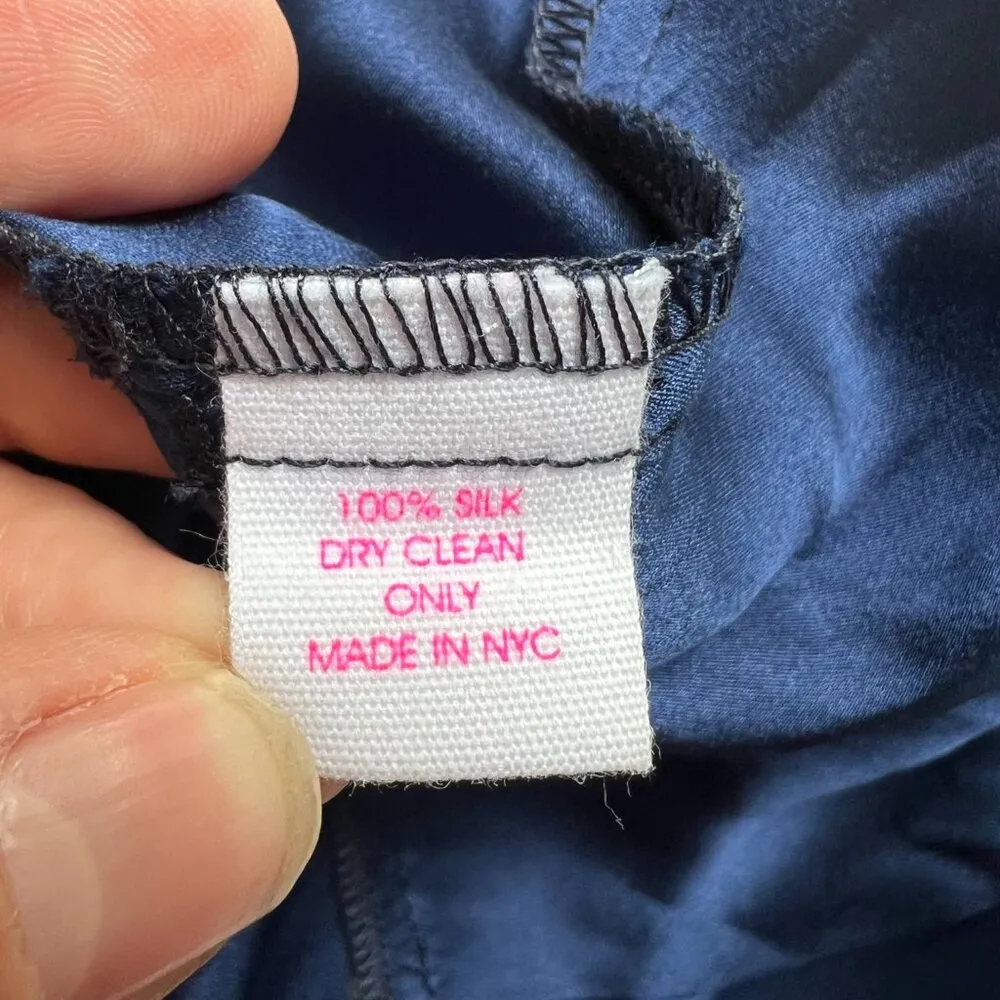 100% SILK
DRY CLEAN
ONLY
MADE IN NYC